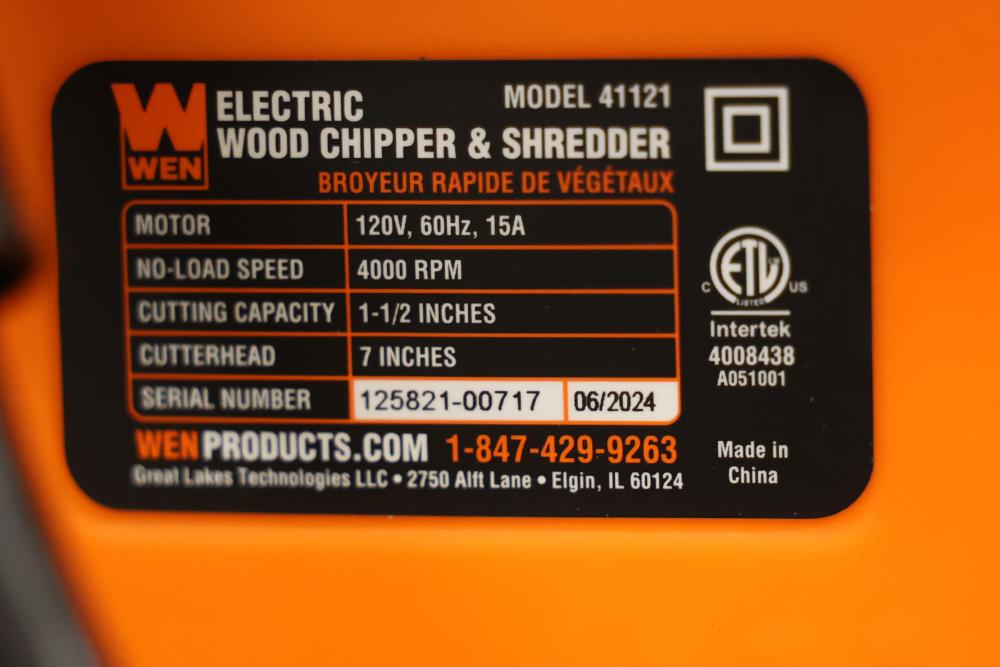 WEN
ELECTRIC MODEL 41121
WOOD CHIPPER & SHREDDER
BROYEUR RAPIDE DE VÉGÉTAUX
MOTOR 120V, 60Hz, 15A
NO-LOAD SPEED 4000 RPM
CUTTING CAPACITY 1-1/2 INCHES
CUTTERHEAD 7 INCHES
SERIAL NUMBER 125821-00717 06/2024
WENPRODUCTS.COM 1-847-429-9263
Great Lakes Technologies LLC • 2750 Alft Lane • Elgin, IL 60124
ETL
C US
LISTED
Intertek
4008438
A051001
Made in
China